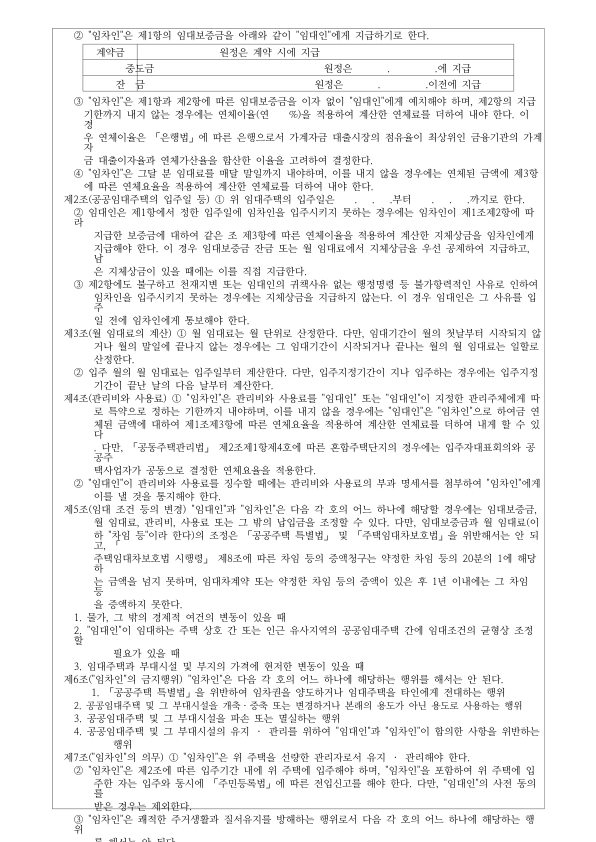 ② "임차인"은 제1항의 임대보증금을 아래와 같이 "임대인"에게 지급하기로 한다.
계약금 원정은 계약 시에 지급
중도금 원정은 . .에 지급
잔 금 원정은 . .이전에 지급
③ "임차인"은 제1항과 제2항에 따른 임대보증금을 이자 없이 "임대인"에게 예치해야 하며, 제2항의 지급
기한까지 내지 않는 경우에는 연체이율(연 %)을 적용하여 계산한 연체료를 더하여 내야 한다. 이
경
우 연체이율은 「은행법」에 따른 은행으로서 가계자금 대출시장의 점유율이 최상위인 금융기관의 가계
자
금 대출이자율과 연체가산율을 합산한 이율을 고려하여 결정한다.
④ "임차인"은 그달 분 임대료를 매달 말일까지 내야하며, 이를 내지 않을 경우에는 연체된 금액에 제3항
에 따른 연체요율을 적용하여 계산한 연체료를 더하여 내야 한다.
제2조(공공임대주택의 입주일 등) ① 위 임대주택의 입주일은 . . .부터 . . .까지로 한다.
② 임대인은 제1항에서 정한 입주일에 임차인을 입주시키지 못하는 경우에는 임차인이 제1조제2항에 따
라
지급한 보증금에 대하여 같은 조 제3항에 따른 연체이율을 적용하여 계산한 지체상금을 임차인에게
지급해야 한다. 이 경우 임대보증금 잔금 또는 월 임대료에서 지체상금을 우선 공제하여 지급하고,
남
은 지체상금이 있을 때에는 이를 직접 지급한다.
③ 제2항에도 불구하고 천재지변 또는 임대인의 귀책사유 없는 행정명령 등 불가항력적인 사유로 인하여
임차인을 입주시키지 못하는 경우에는 지체상금을 지급하지 않는다. 이 경우 임대인은 그 사유를 입
주
일 전에 임차인에게 통보해야 한다.
제3조(월 임대료의 계산) ① 월 임대료는 월 단위로 산정한다. 다만, 임대기간이 월의 첫날부터 시작되지 않
거나 월의 말일에 끝나지 않는 경우에는 그 임대기간이 시작되거나 끝나는 월의 월 임대료는 일할로
산정한다.
② 입주 월의 월 임대료는 입주일부터 계산한다. 다만, 입주지정기간이 지나 입주하는 경우에는 입주지정
기간이 끝난 날의 다음 날부터 계산한다.
제4조(관리비와 사용료) ① "임차인"은 관리비와 사용료를 "임대인" 또는 "임대인"이 지정한 관리주체에게 따
로 특약으로 정하는 기한까지 내야하며, 이를 내지 않을 경우에는 "임대인"은 "임차인"으로 하여금 연
체된 금액에 대하여 제1조제3항에 따른 연체요율을 적용하여 계산한 연체료를 더하여 내게 할 수 있
다
. 다만, 「공동주택관리법」 제2조제1항제4호에 따른 혼합주택단지의 경우에는 입주자대표회의와 공
공주
택사업자가 공동으로 결정한 연체요율을 적용한다.
② "임대인"이 관리비와 사용료를 징수할 때에는 관리비와 사용료의 부과 명세서를 첨부하여 "임차인"에게
이를 낼 것을 통지해야 한다.
제5조(임대 조건 등의 변경) "임대인"과 "임차인"은 다음 각 호의 어느 하나에 해당할 경우에는 임대보증금,
월 임대료, 관리비, 사용료 또는 그 밖의 납입금을 조정할 수 있다. 다만, 임대보증금과 월 임대료(이
하 "차임 등"이라 한다)의 조정은 「공공주택 특별법」 및 「주택임대차보호법」을 위반해서는 안 되
고, 「
주택임대차보호법 시행령」 제8조에 따른 차임 등의 증액청구는 약정한 차임 등의 20분의 1에 해당
하
는 금액을 넘지 못하며, 임대차계약 또는 약정한 차임 등의 증액이 있은 후 1년 이내에는 그 차임
등
을 증액하지 못한다.
1. 물가, 그 밖의 경제적 여건의 변동이 있을 때
2. "임대인"이 임대하는 주택 상호 간 또는 인근 유사지역의 공공임대주택 간에 임대조건의 균형상 조정
할
필요가 있을 때
3. 임대주택과 부대시설 및 부지의 가격에 현저한 변동이 있을 때
제6조("임차인"의 금지행위) "임차인"은 다음 각 호의 어느 하나에 해당하는 행위를 해서는 안 된다.
1. 「공공주택 특별법」을 위반하여 임차권을 양도하거나 임대주택을 타인에게 전대하는 행위
2. 공공임대주택 및 그 부대시설을 개축ㆍ증축 또는 변경하거나 본래의 용도가 아닌 용도로 사용하는 행위
3. 공공임대주택 및 그 부대시설을 파손 또는 멸실하는 행위
4. 공공임대주택 및 그 부대시설의 유지 ㆍ 관리를 위하여 "임대인"과 "임차인"이 합의한 사항을 위반하는
행위
제7조("임차인"의 의무) ① "임차인"은 위 주택을 선량한 관리자로서 유지 ㆍ 관리해야 한다.
② "임차인"은 제2조에 따른 입주기간 내에 위 주택에 입주해야 하며, "임차인"을 포함하여 위 주택에 입
주한 자는 입주와 동시에 「주민등록법」에 따른 전입신고를 해야 한다. 다만, "임대인"의 사전 동의
를
받은 경우는 제외한다.
③ "임차인"은 쾌적한 주거생활과 질서유지를 방해하는 행위로서 다음 각 호의 어느 하나에 해당하는 행
위
를 해서는 안 된다